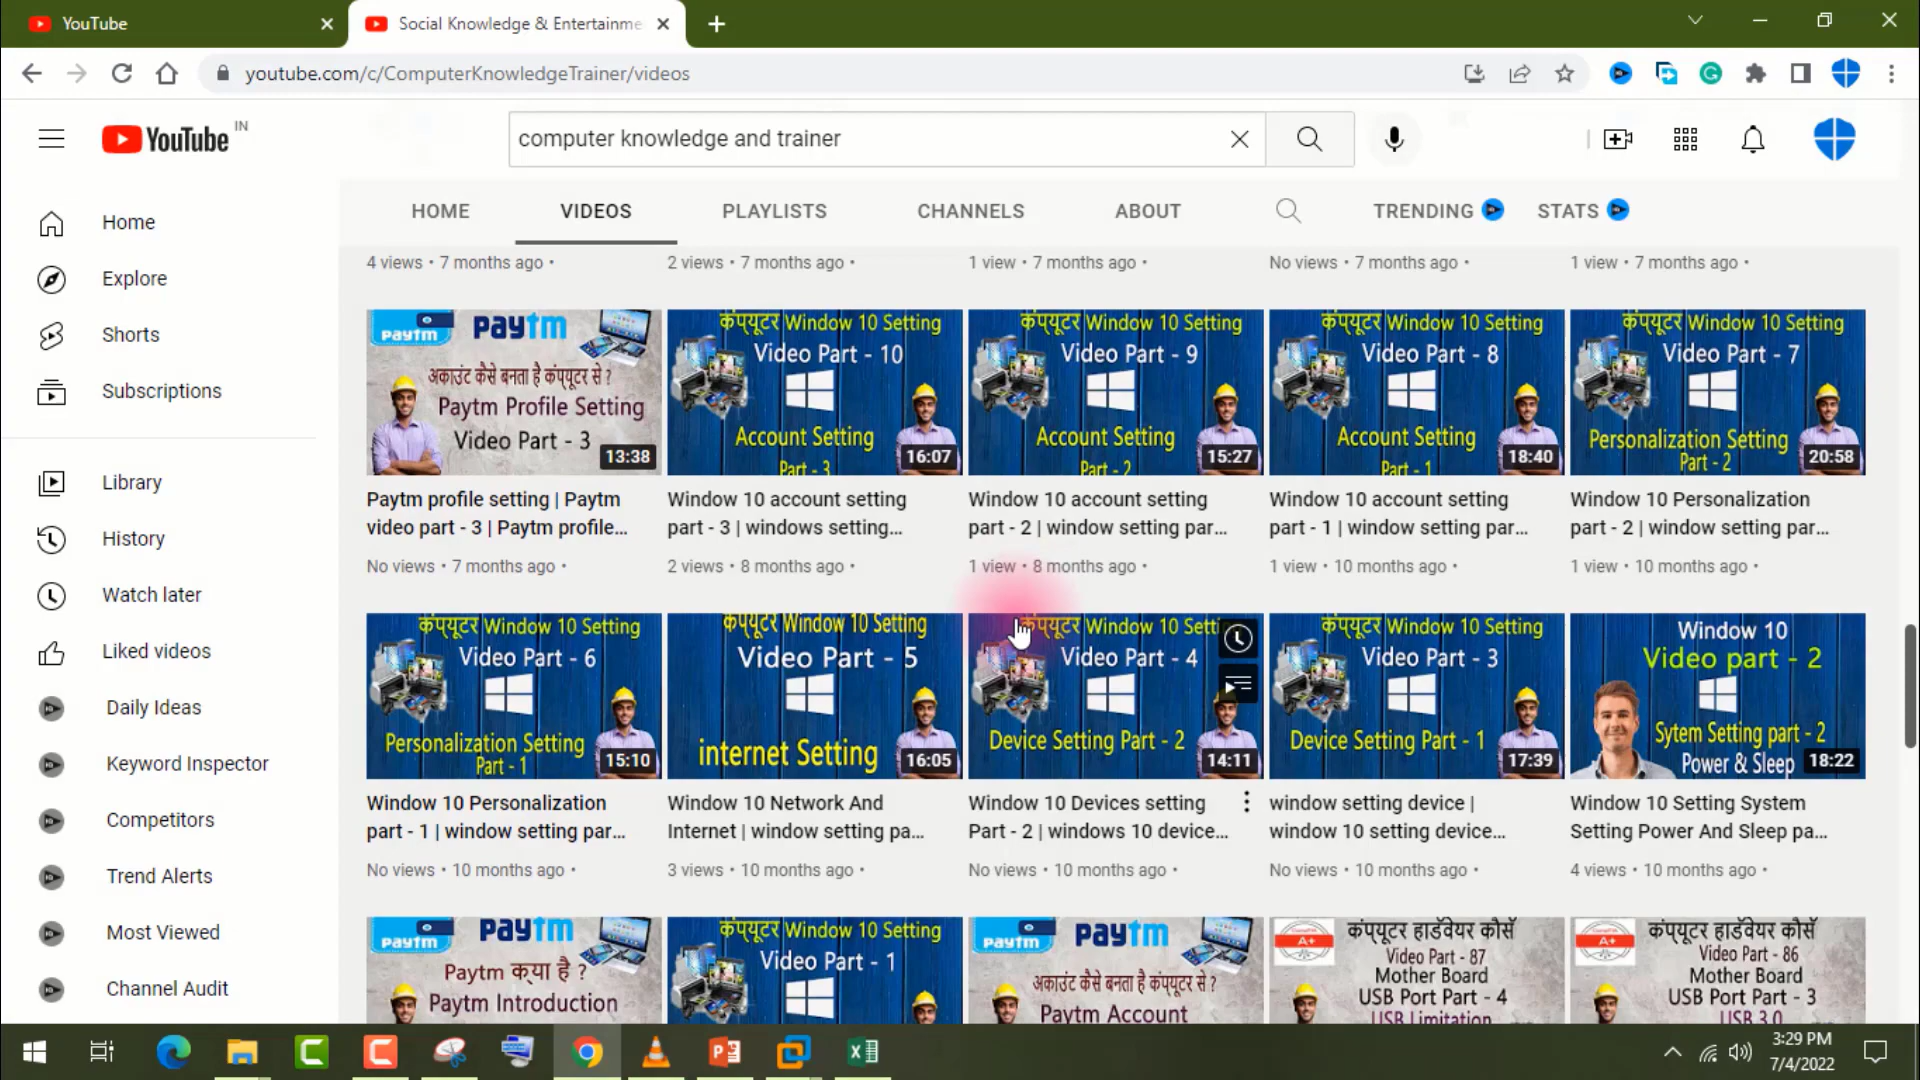 YouTube
Social Knowledge & Entertainme
youtube.com/c/ComputerKnowledgeTrainer/videos
YouTube IN
computer knowledge and trainer
HOME
VIDEOS
PLAYLISTS
CHANNELS
ABOUT
TRENDING
STATS
Home
Explore
Shorts
Subscriptions
Library
History
Watch later
Liked videos
Daily Ideas
Keyword Inspector
Competitors
Trend Alerts
Most Viewed
Channel Audit
4 views • 7 months ago •
2 views • 7 months ago •
1 view • 7 months ago •
No views • 7 months ago •
1 view • 7 months ago •
paytm
paytm
अकाउंट कैसे बनता है कंप्यूटर से ?
Paytm Profile Setting
Video Part - 3
13:38
Paytm profile setting | Paytm
video part - 3 | Paytm profile...
No views • 7 months ago •
कंप्यूटर Window 10 Setting
Video Part - 10
Account Setting
Part - 3
16:07
Window 10 account setting
part - 3 | windows setting...
2 views • 8 months ago •
कंप्यूटर Window 10 Setting
Video Part - 9
Account Setting
Part - 2
15:27
Window 10 account setting
part - 2 | window setting par...
1 view • 8 months ago •
कंप्यूटर Window 10 Setting
Video Part - 8
Account Setting
Part - 1
18:40
Window 10 account setting
part - 1 | window setting par...
1 view • 10 months ago •
कंप्यूटर Window 10 Setting
Video Part - 7
Personalization Setting
Part - 2
20:58
Window 10 Personalization
part - 2 | window setting par...
1 view • 10 months ago •
कंप्यूटर Window 10 Setting
Video Part - 6
Personalization Setting
Part - 1
15:10
Window 10 Personalization
part - 1 | window setting par...
No views • 10 months ago •
कंप्यूटर Window 10 Setting
Video Part - 5
internet Setting
16:05
Window 10 Network And
Internet | window setting pa...
3 views • 10 months ago •
कंप्यूटर Window 10 Setti
Video Part - 4
Device Setting Part - 2
14:11
Window 10 Devices setting
Part - 2 | windows 10 device...
No views • 10 months ago •
कंप्यूटर Window 10 Setting
Video Part - 3
Device Setting Part - 1
17:39
window setting device |
window 10 setting device...
No views • 10 months ago •
Window 10
Video part - 2
Sytem Setting part - 2
Power & Sleep
18:22
Window 10 Setting System
Setting Power And Sleep pa...
4 views • 10 months ago •
paytm
paytm
Paytm क्या है ?
Paytm Introduction
कंप्यूटर Window 10 Setting
Video Part - 1
paytm
paytm
अकाउंट कैसे बनता है कंप्यूटर से ?
Paytm Account
A+
कंप्यूटर हार्डवेयर कोर्स
Video Part - 87
Mother Board
USB Port Part - 4
USB Limitation
A+
कंप्यूटर हार्डवेयर कोर्स
Video Part - 86
Mother Board
USB Port Part - 3
USB 3.0
3:29 PM
7/4/2022